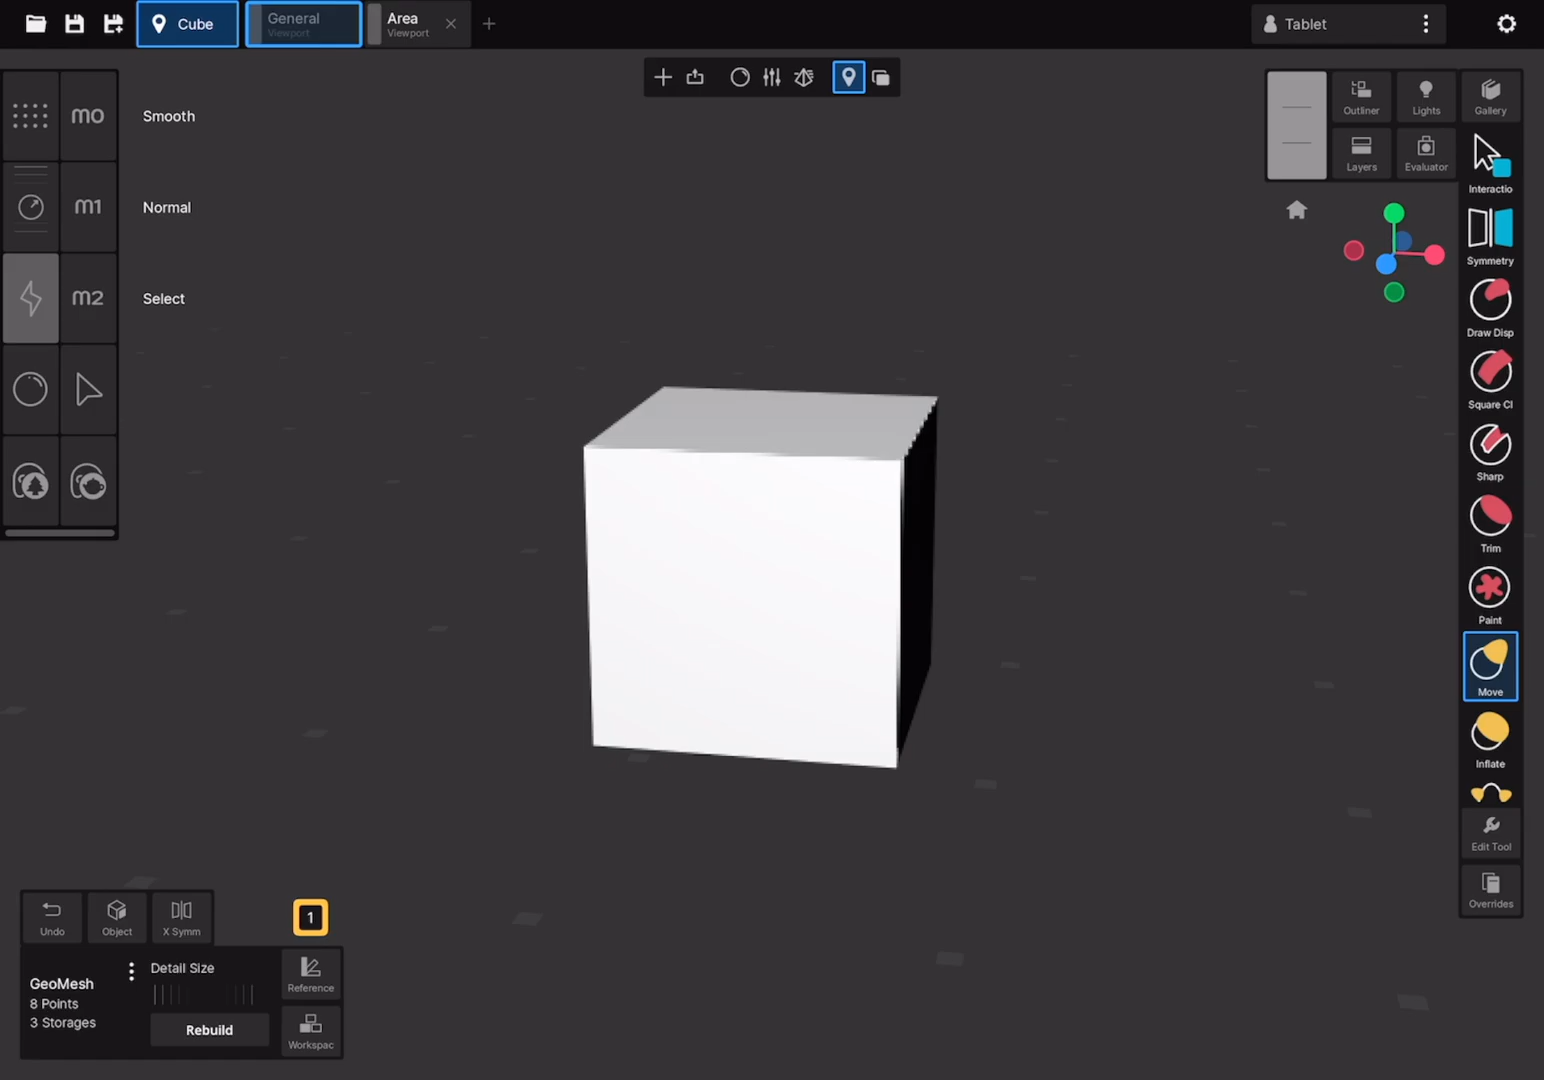 Cube
General
Viewport
Area
Viewport
Tablet
m0
Smooth
m1
Normal
m2
Select
Outliner
Lights
Gallery
Layers
Evaluator
Interactio
Symmetry
Draw Disp
Square Cl
Sharp
Trim
Paint
Move
Inflate
Edit Tool
Overrides
Undo
Object
X Symm
1
GeoMesh
8 Points
3 Storages
Detail Size
Rebuild
Reference
Workspac